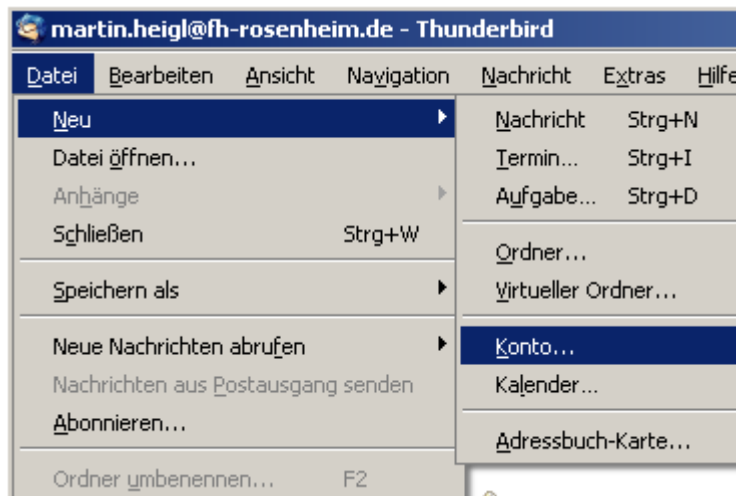 martin.heigl@fh-rosenheim.de - Thunderbird
Datei Bearbeiten Ansicht Navigation Nachricht Extras Hilfe
Neu
Datei öffnen...
Anhänge
Schließen Strg+W
Speichern als
Neue Nachrichten abrufen
Nachrichten aus Postausgang senden
Abonnieren...
Ordner umbenennen... F2
Nachricht Strg+N
Termin... Strg+I
Aufgabe... Strg+D
Ordner...
Virtueller Ordner...
Konto...
Kalender...
Adressbuch-Karte...